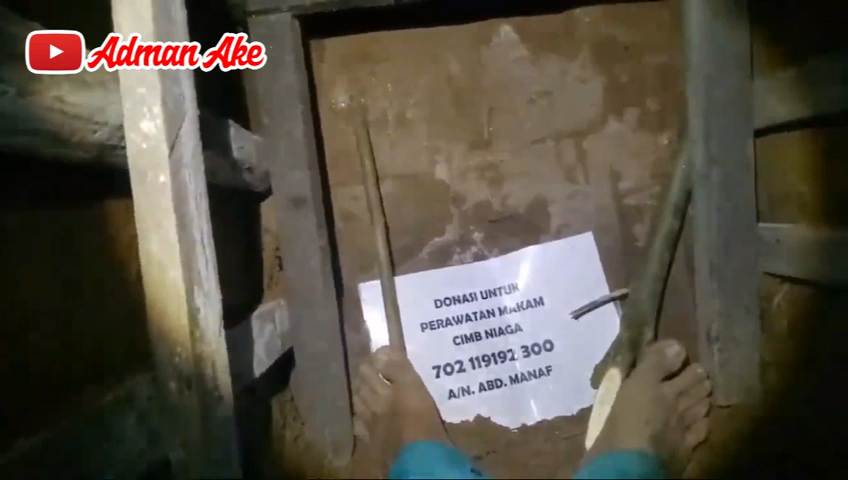 Adman Ake
DONASI UNTUK
PERAWATAN MAKAM
CIMB NIAGA
702 119192 300
A/N. ABD. MANAF